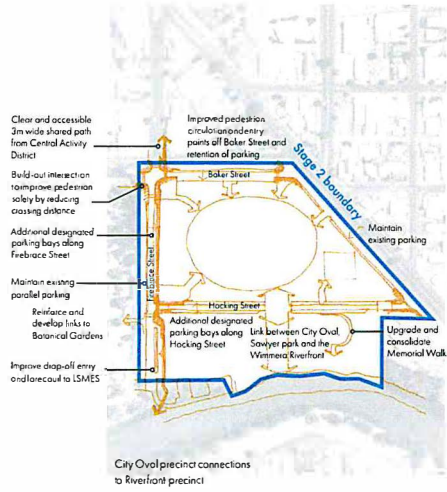 Clear and accessible
3m wide shared path
from Central Activity
District
Improved pedestrian
circulation and entry
points off Baker Street and
retention of parking
Build-out intersection
to improve pedestrian
safety by reducing
crossing distance
Baker Street
Stage 2 boundary
Additional designated
parking bays along
Firebrace Street
Firebrace Street
Maintain
existing parking
Maintain existing
parallel parking
Hocking Street
Reinforce and
develop links to
Botanical Gardens
Additional designated
parking bays along
Hocking Street
Link between City Oval,
Sawyer park and the
Wimmera Riverfront
Upgrade and
consolidate
Memorial Walk
Improve drop-off entry
and forecourt to LSMES
City Oval precinct connections
to Riverfront precinct